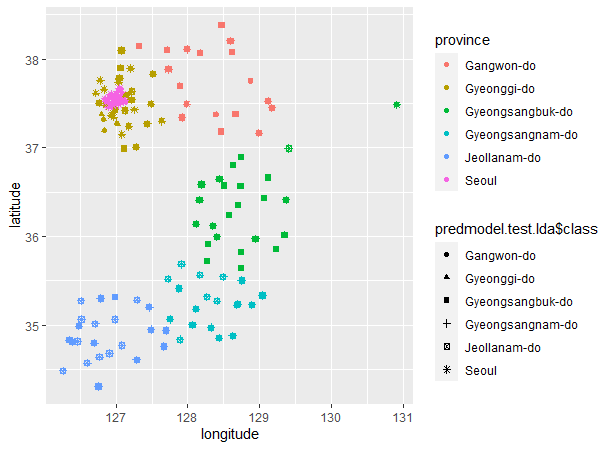 latitude
38
37
36
35
127
128
129
130
131
longitude
province
Gangwon-do
Gyeonggi-do
Gyeongsangbuk-do
Gyeongsangnam-do
Jeollanam-do
Seoul
predmodel.test.lda$class
Gangwon-do
Gyeonggi-do
Gyeongsangbuk-do
Gyeongsangnam-do
Jeollanam-do
Seoul